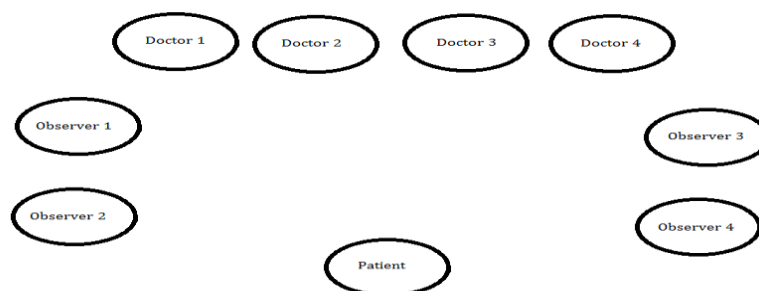 Doctor 1
Doctor 2
Doctor 3
Doctor 4
Observer 1
Observer 3
Observer 2
Observer 4
Patient